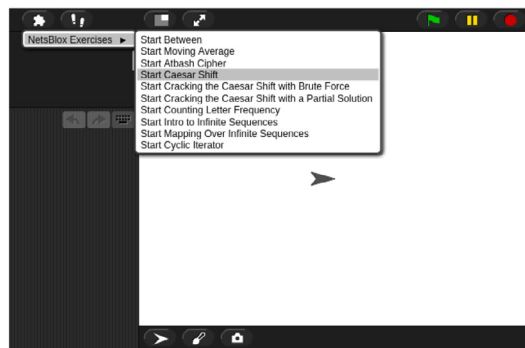 NetsBlox Exercises
Start Between
Start Moving Average
Start Atbash Cipher
Start Caesar Shift
Start Cracking the Caesar Shift with Brute Force
Start Cracking the Caesar Shift with a Partial Solution
Start Counting Letter Frequency
Start Intro to Infinite Sequences
Start Mapping Over Infinite Sequences
Start Cyclic Iterator